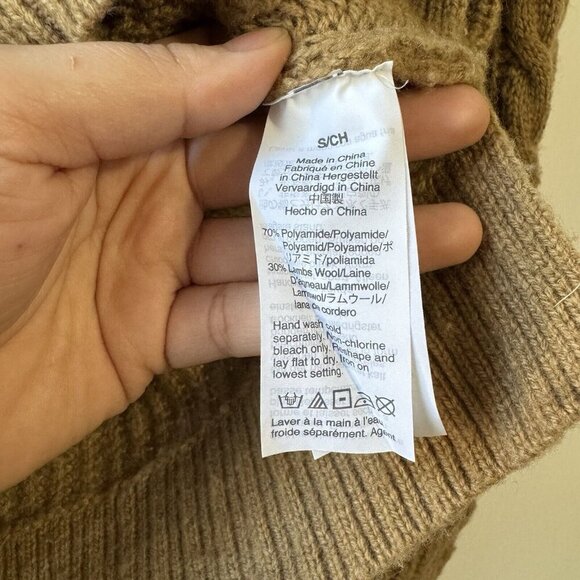 S/CH
Made in China
Fabriqué en Chine
in China Hergestellt
Vervaardigd in China
中国製
Hecho en China
70% Polyamide/Polyamide/
Polyamid/Polyamide/ポ
リアミド/poliamida
30% Lambs Wool/Laine
D'agneau/Lammwolle/
Lamswol/ラムウール/
lana de cordero
Hand wash cold
separately. Non-chlorine
bleach only. Reshape and
lay flat to dry. Iron on
lowest setting.
Laver à la main à l'eau
froide séparément. Agent